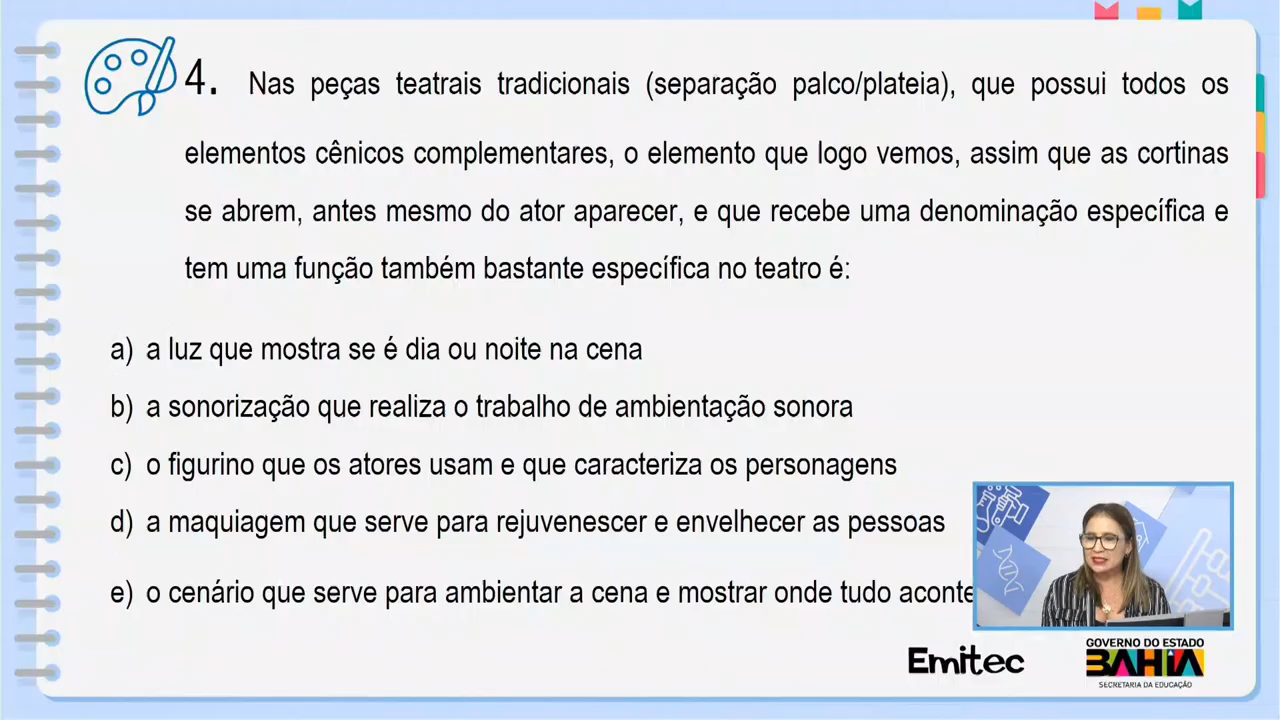 4. Nas peças teatrais tradicionais (separação palco/plateia), que possui todos os
elementos cênicos complementares, o elemento que logo vemos, assim que as cortinas
se abrem, antes mesmo do ator aparecer, e que recebe uma denominação específica e
tem uma função também bastante específica no teatro é:
a) a luz que mostra se é dia ou noite na cena
b) a sonorização que realiza o trabalho de ambientação sonora
c) o figurino que os atores usam e que caracteriza os personagens
d) a maquiagem que serve para rejuvenescer e envelhecer as pessoas
e) o cenário que serve para ambientar a cena e mostrar onde tudo aconte
Emitec
GOVERNO DO ESTADO
BAHIA
SECRETARIA DA EDUCAÇÃO